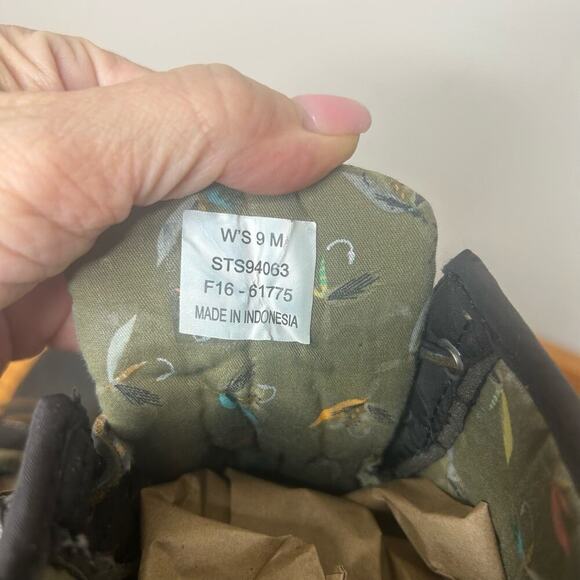 W'S 9 M
STS94063
F16 - 61775
MADE IN INDONESIA